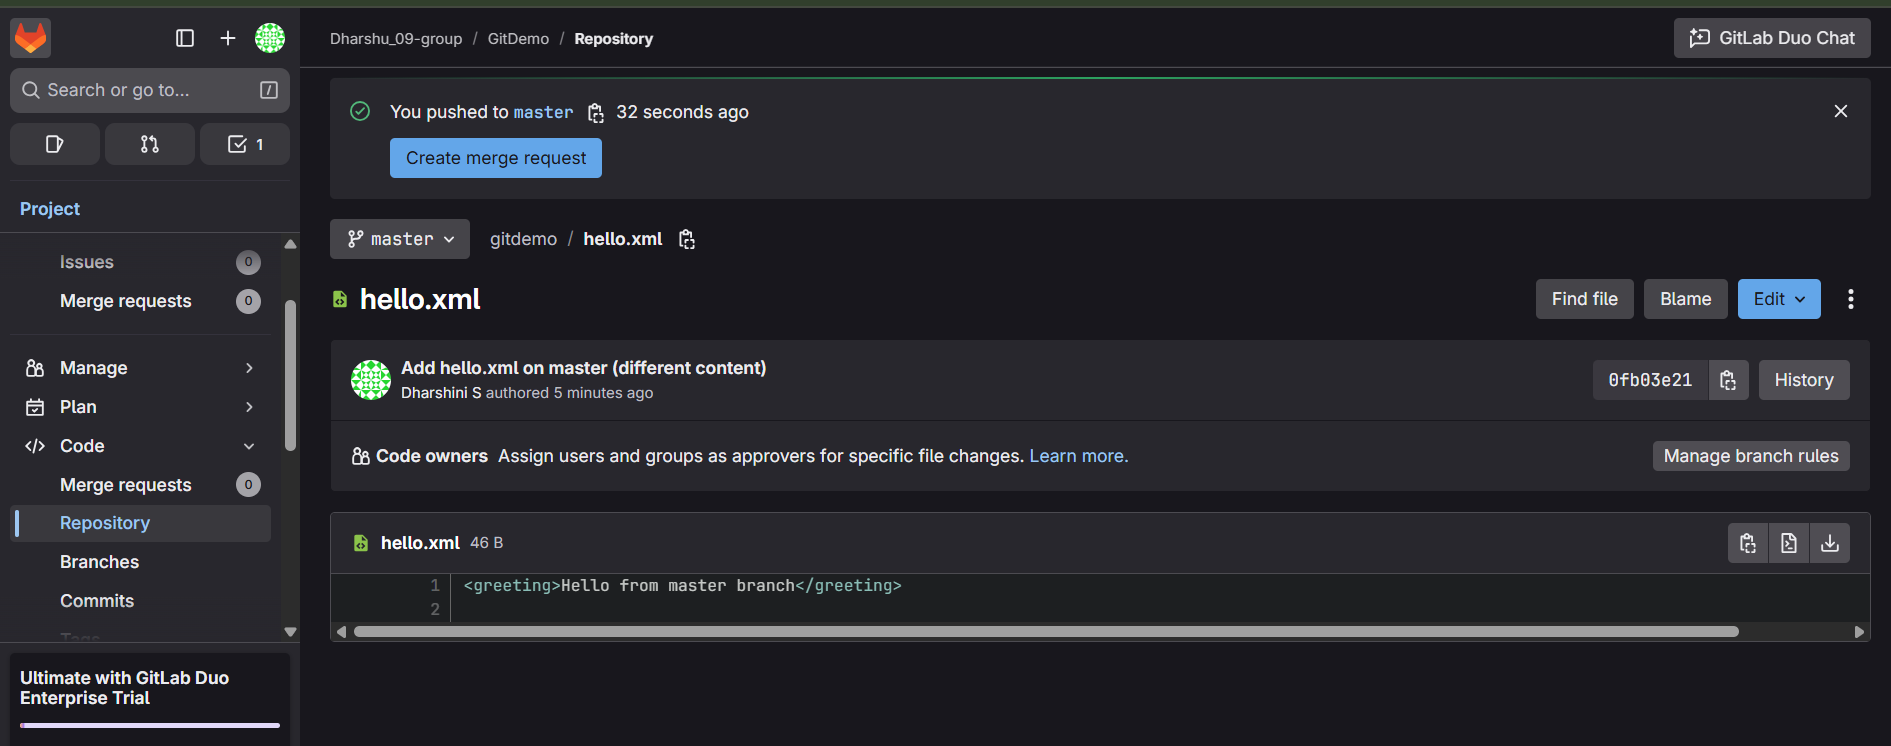 Dharshu_09-group / GitDemo / Repository
GitLab Duo Chat
Search or go to...
/
1
Project
Issues 0
Merge requests 0
Manage
Plan
Code
Merge requests 0
Repository
Branches
Commits
Tags
Ultimate with GitLab Duo
Enterprise Trial
You pushed to master 32 seconds ago
Create merge request
master
gitdemo / hello.xml
hello.xml
Find file
Blame
Edit
Add hello.xml on master (different content)
Dharshini S authored 5 minutes ago
0fb03e21
History
Code owners Assign users and groups as approvers for specific file changes. Learn more.
Manage branch rules
hello.xml 46 B
1 <greeting>Hello from master branch</greeting>
2